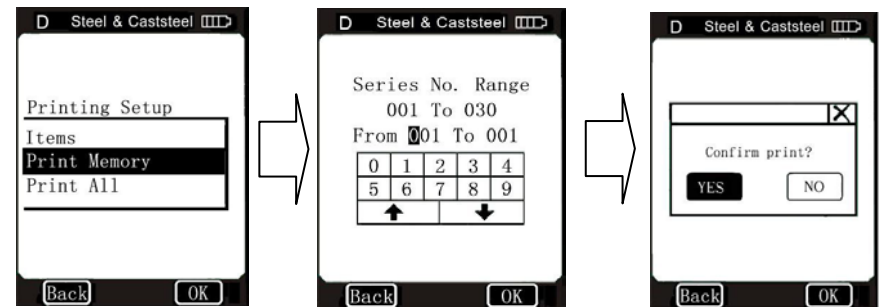 D Steel & Caststeel
Printing Setup
Items
Print Memory
Print All
Back OK
D Steel & Caststeel
Series No. Range
001 To 030
From 001 To 001
0 1 2 3 4
5 6 7 8 9
Back OK
D Steel & Caststeel
Confirm print?
YES NO
Back OK